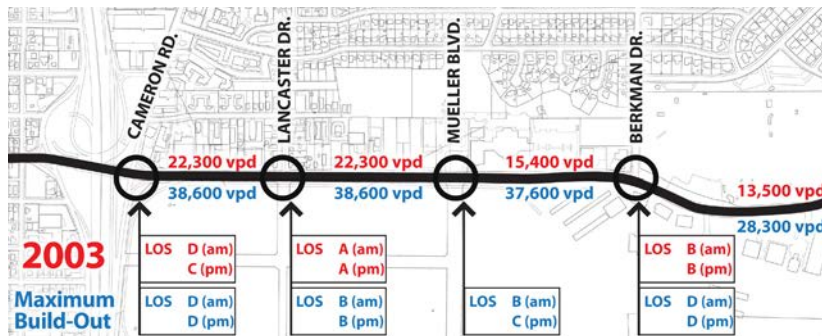 CAMERON RD.
LANCASTER DR.
MUELLER BLVD.
BERKMAN DR.
22,300 vpd
38,600 vpd
22,300 vpd
38,600 vpd
15,400 vpd
37,600 vpd
13,500 vpd
28,300 vpd
2003
Maximum
Build-Out
LOS D (am)
C (pm)
LOS D (am)
D (pm)
LOS A (am)
A (pm)
LOS B (am)
B (pm)
LOS B (am)
C (pm)
LOS B (am)
B (pm)
LOS D (am)
D (pm)